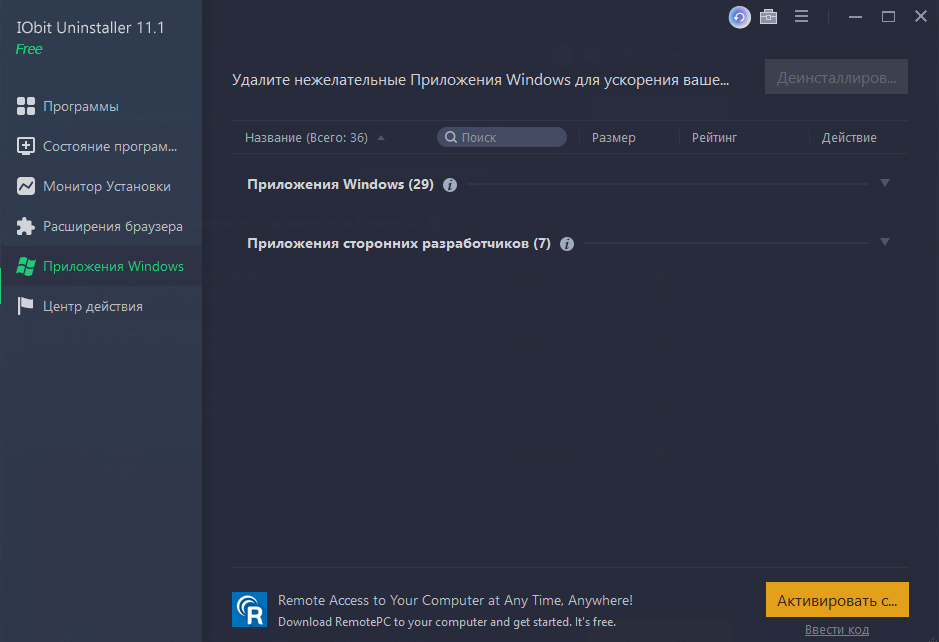 IObit Uninstaller 11.1
Free
Программы
Состояние програм...
Монитор Установки
Расширения браузера
Приложения Windows
Центр действия
Удалите нежелательные Приложения Windows для ускорения ваше...
Деинсталлиров...
Название (Всего: 36) Поиск Размер Рейтинг Действие
Приложения Windows (29)
Приложения сторонних разработчиков (7)
Remote Access to Your Computer at Any Time, Anywhere!
Download RemotePC to your computer and get started. It's free.
Активировать с...
Ввести код